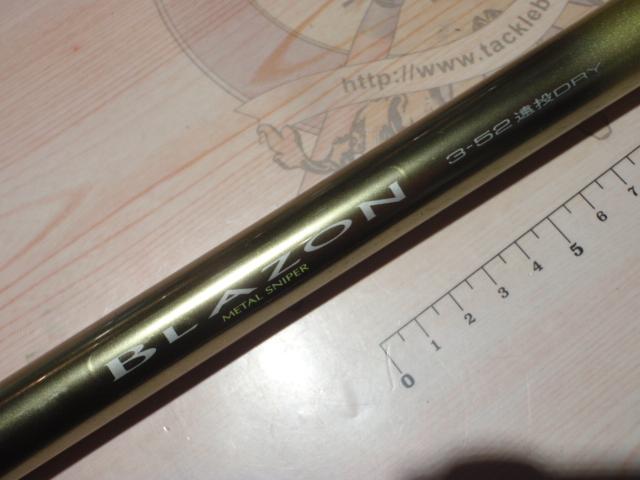 http://www.tackleb
3-52 遠投DRY
BLAZON
METAL SNIPER
0 1 2 3 4 5 6 7